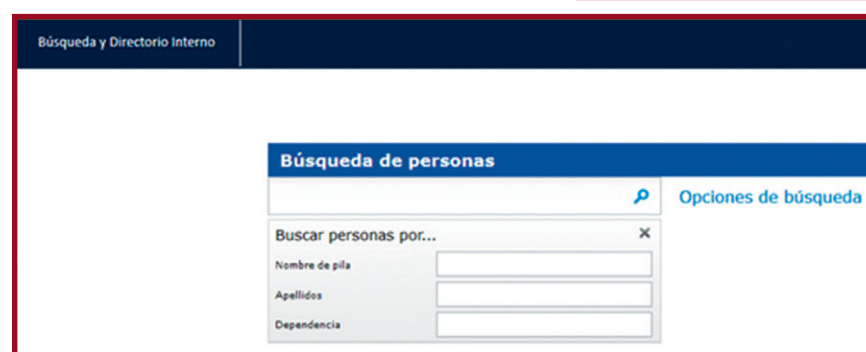 Búsqueda y Directorio Interno
Búsqueda de personas
Opciones de búsqueda
Buscar personas por...
Nombre de pila
Apellidos
Dependencia